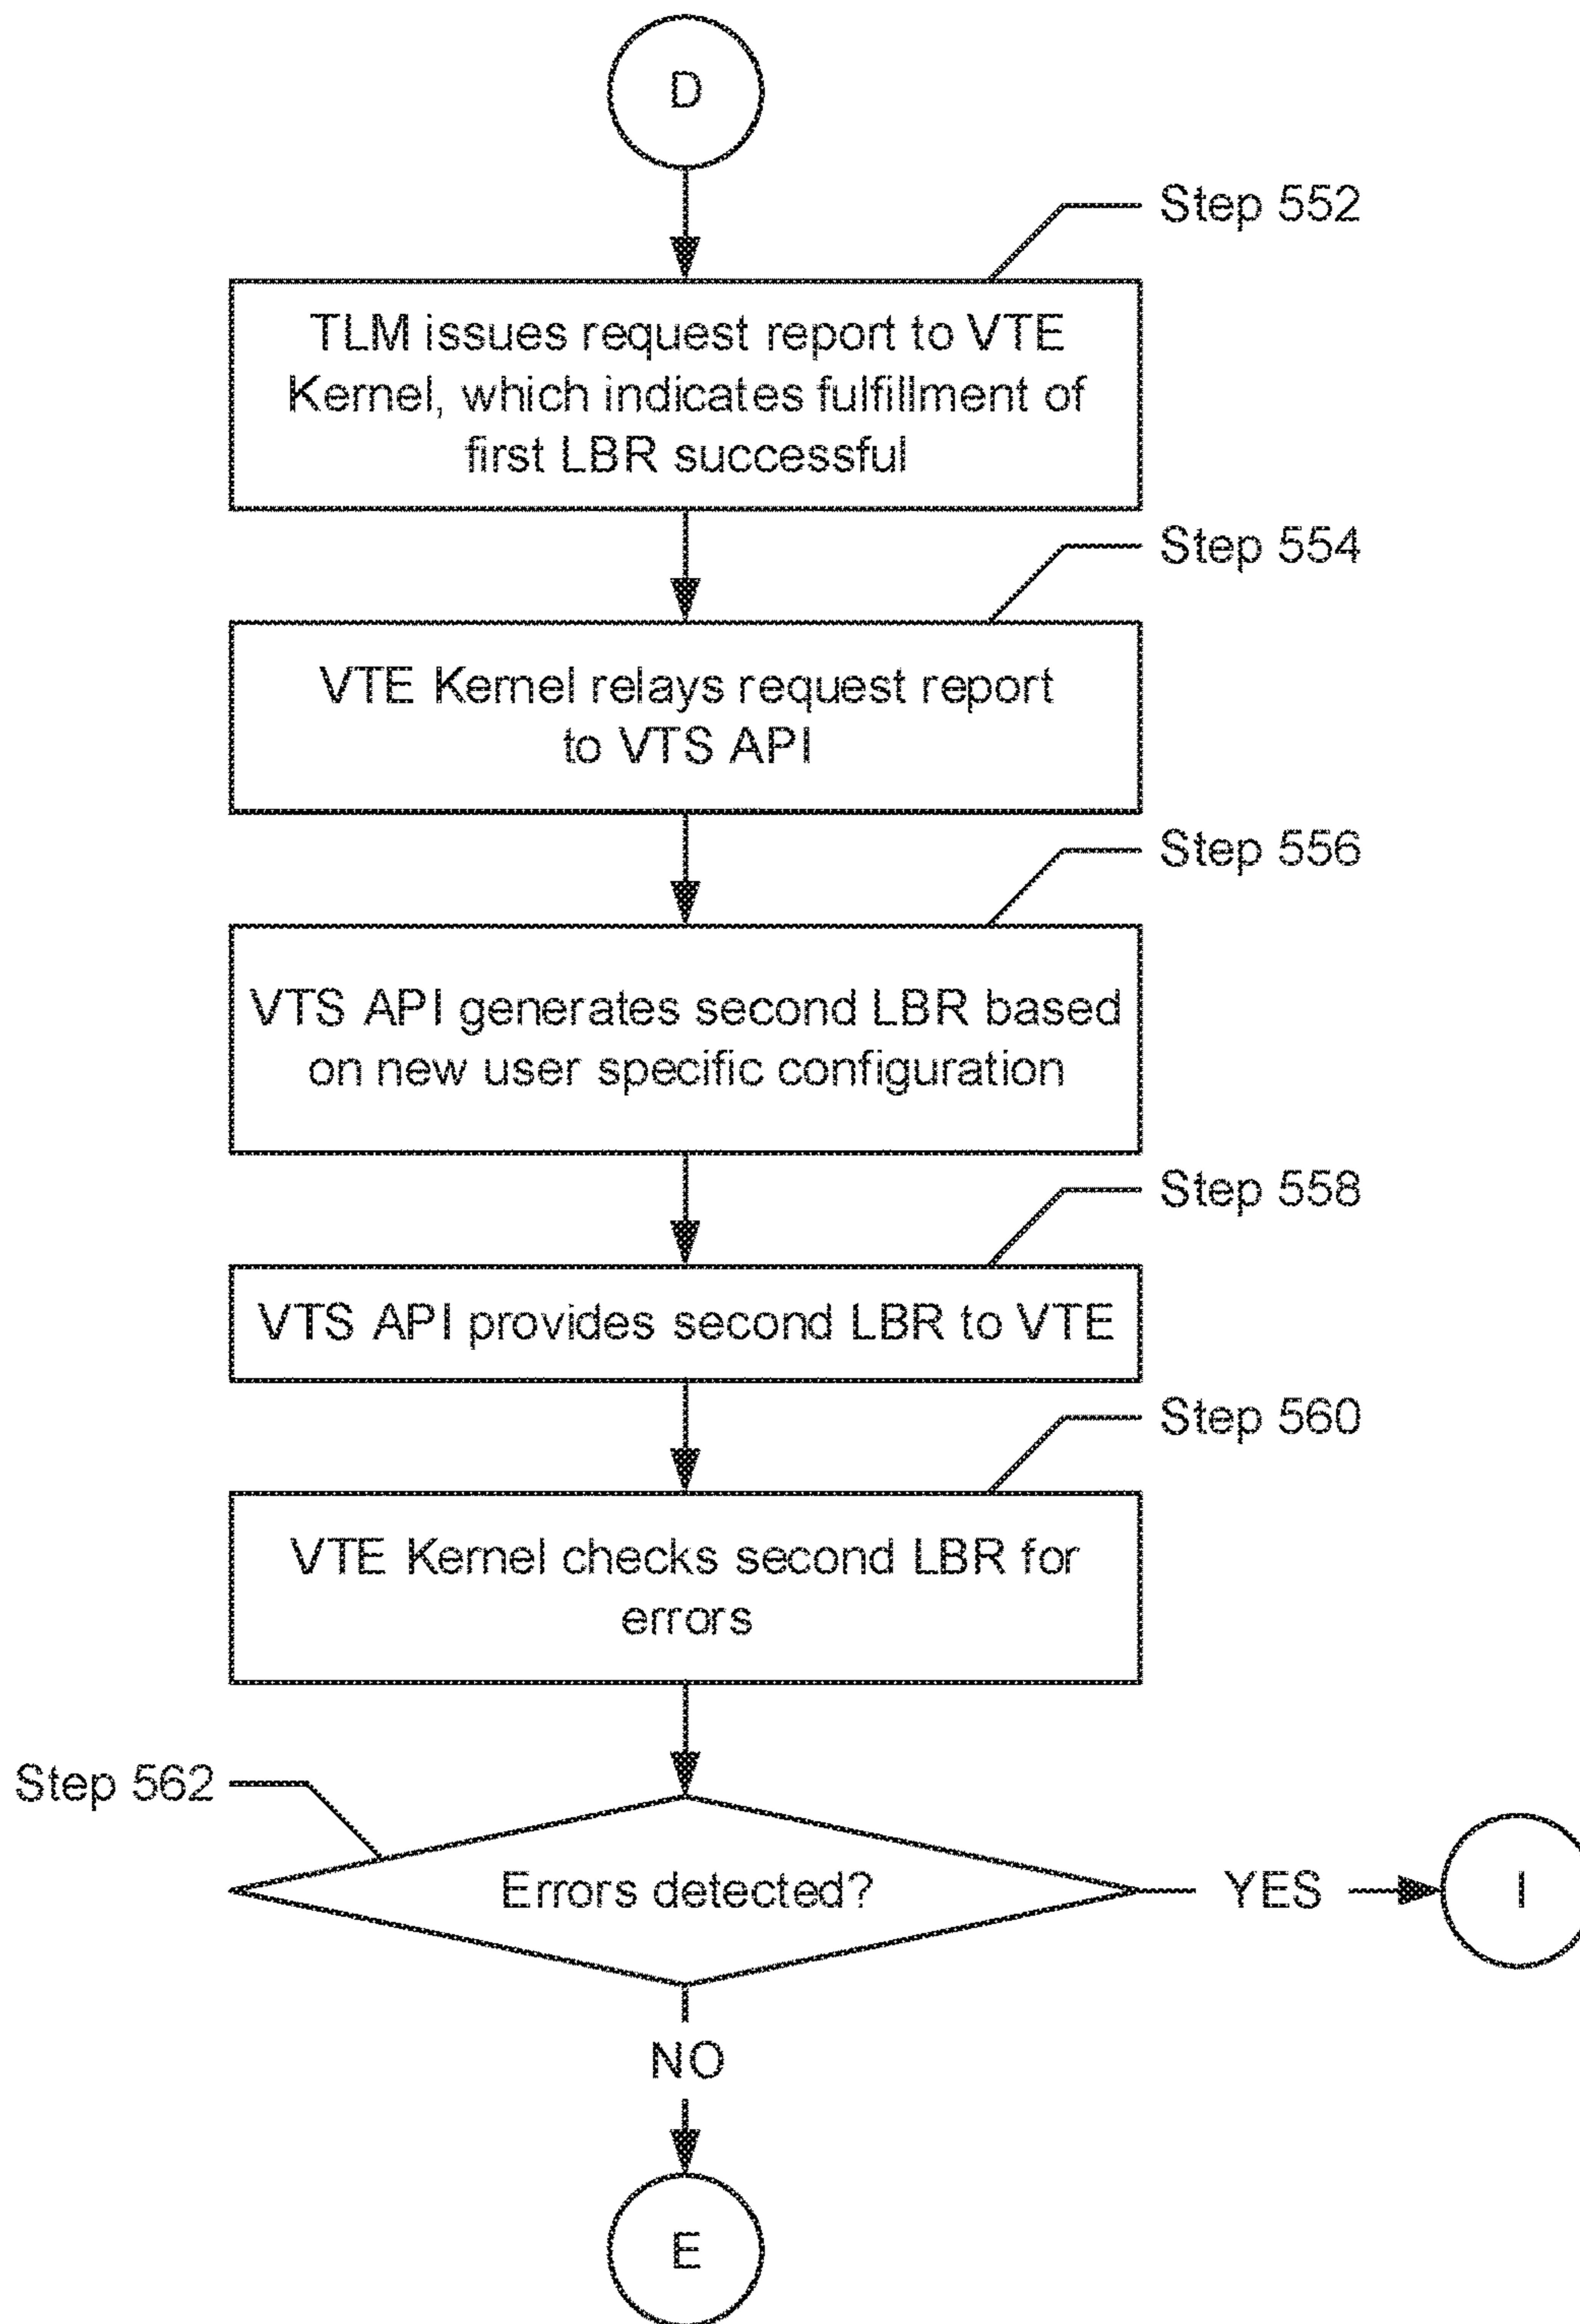 D
Step 552
TLM issues request report to VTE
Kernel, which indicates fulfillment of
first LBR successful
Step 554
VTE Kernel relays request report
to VTS API
Step 556
VTS API generates second LBR based
on new user specific configuration
Step 558
VTS API provides second LBR to VTE
Step 560
VTE Kernel checks second LBR for
errors
Step 562
Errors detected?
YES
I
NO
E